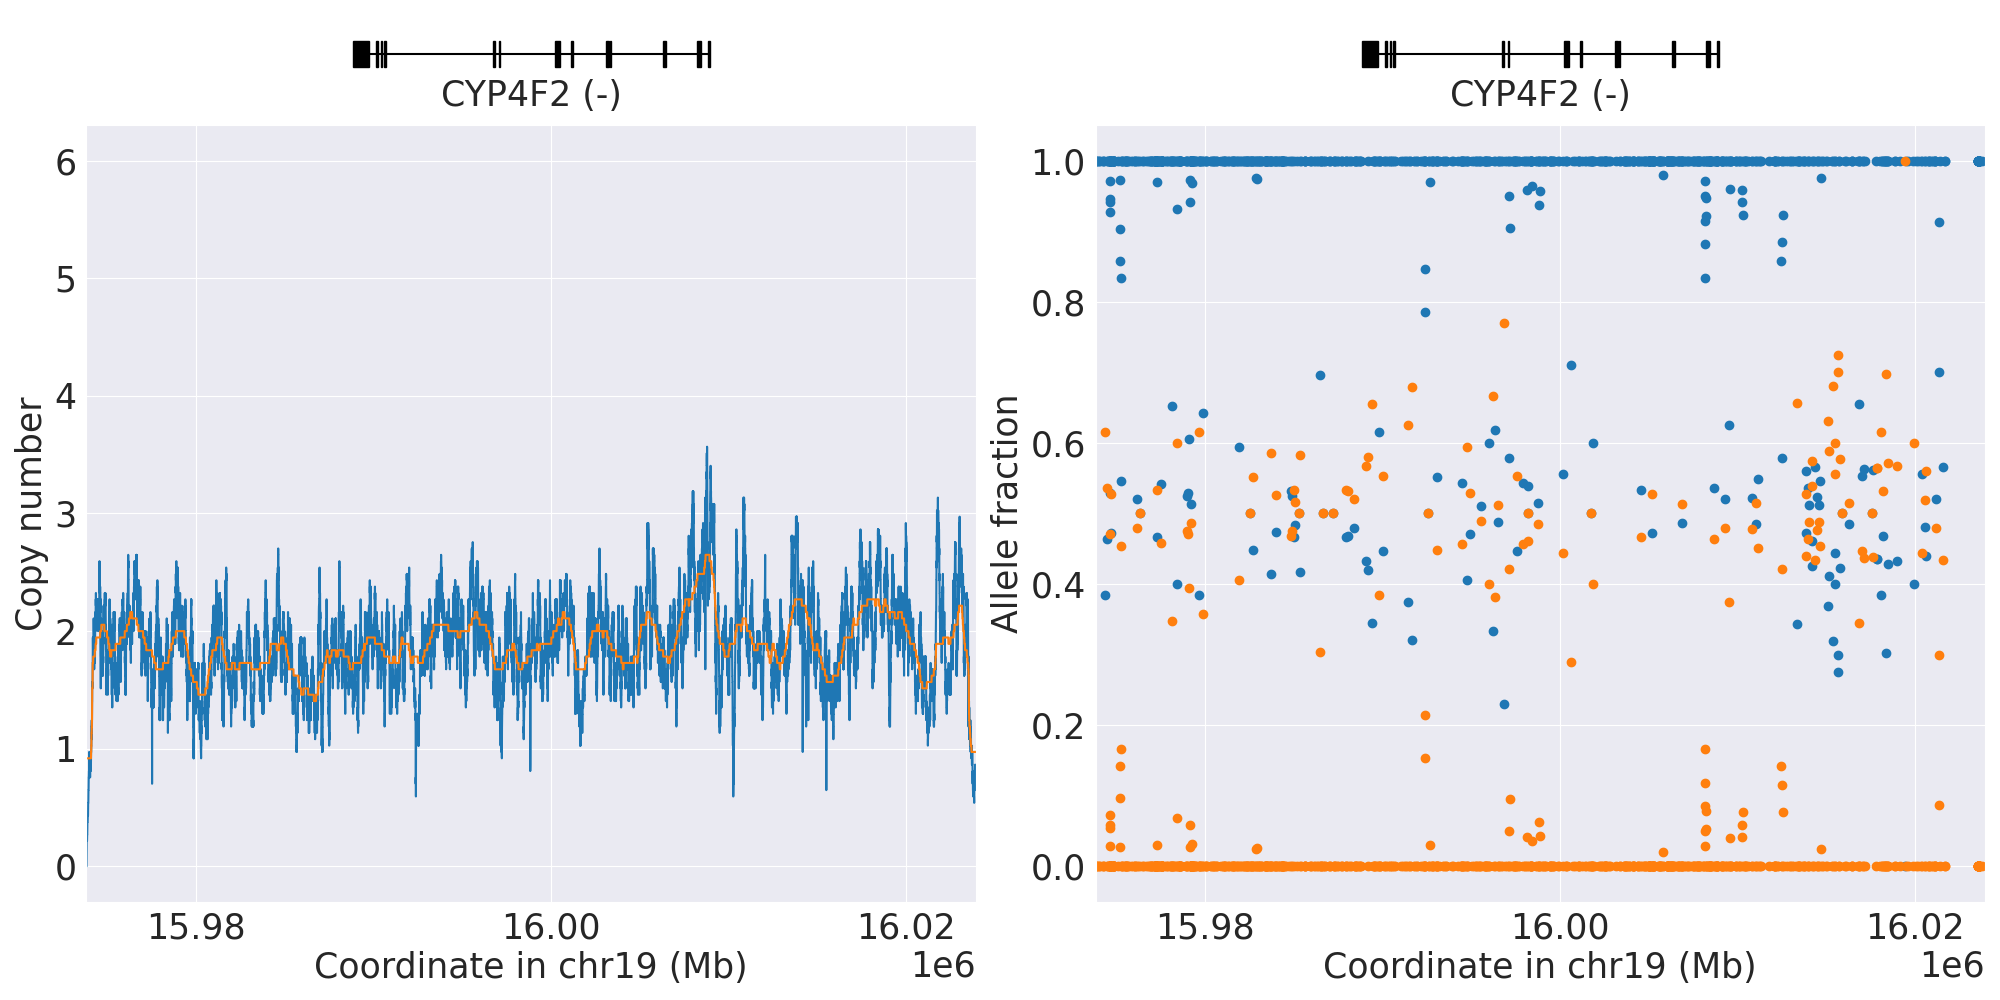 CYP4F2 (-)
6
5
4
3
2
1
0
Copy number
15.98
16.00
16.02
Coordinate in chr19 (Mb)
1e6
CYP4F2 (-)
1.0
0.8
0.6
0.4
0.2
0.0
Allele fraction
15.98
16.00
16.02
Coordinate in chr19 (Mb)
1e6